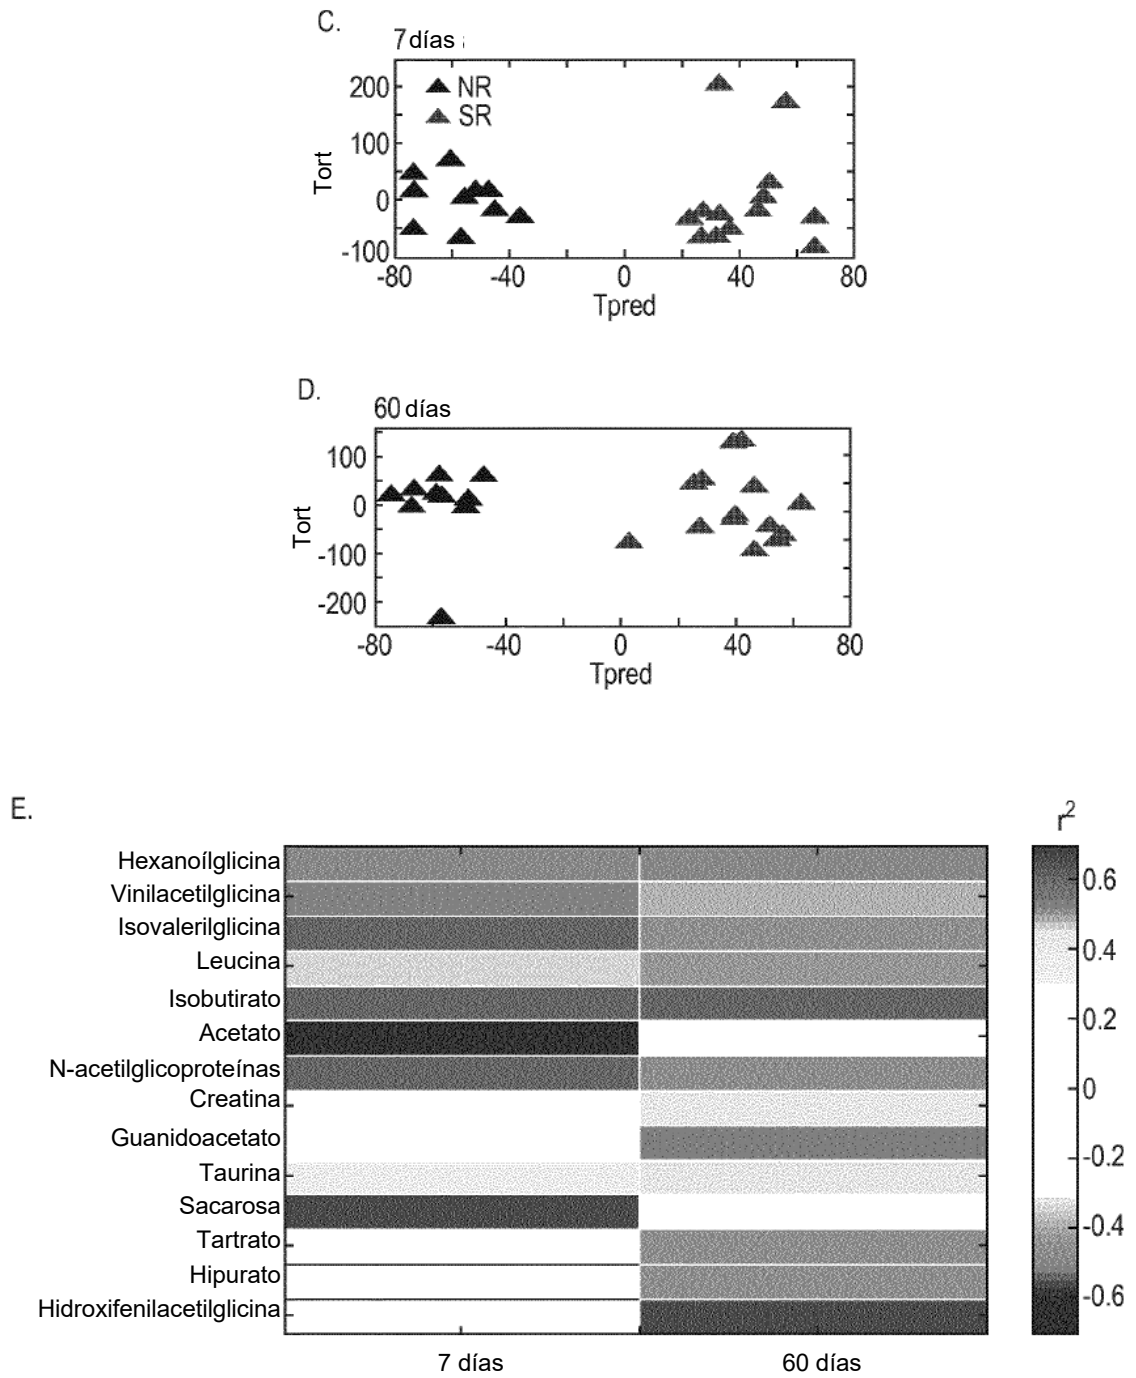 C.
7 días
200
100
0
-100
NR
SR
Tort
-80
-40
0
40
80
Tpred
D.
60 días
100
0
-100
-200
Tort
-80
-40
0
40
80
Tpred
E.
r²
Hexanoílglicina
Vinilacetilglicina
Isovalerilglicina
Leucina
Isobutirato
Acetato
N-acetilglicoproteínas
Creatina
Guanidoacetato
Taurina
Sacarosa
Tartrato
Hipurato
Hidroxifenilacetilglicina
7 días
60 días
0.6
0.4
0.2
0
-0.2
-0.4
-0.6